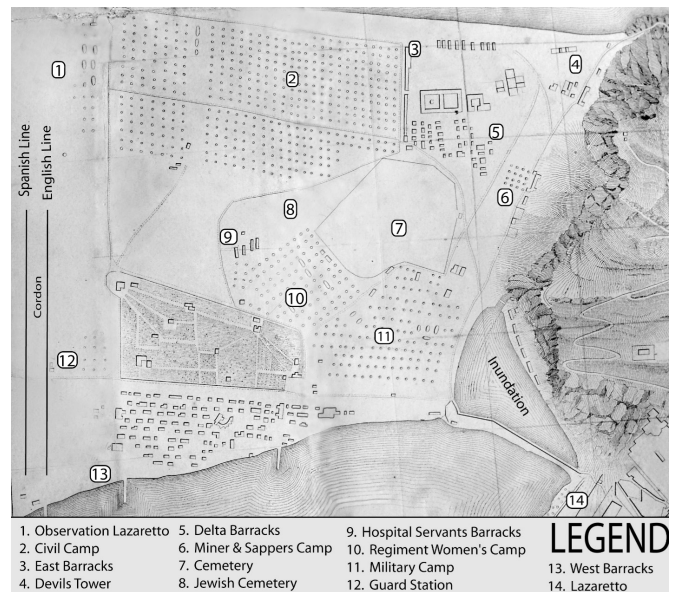 1
2
3
4
5
6
7
8
9
10
11
12
13
14
Spanish Line
English Line
Cordon
Inundation
LEGEND
1. Observation Lazaretto
2. Civil Camp
3. East Barracks
4. Devils Tower
5. Delta Barracks
6. Miner & Sappers Camp
7. Cemetery
8. Jewish Cemetery
9. Hospital Servants Barracks
10. Regiment Women's Camp
11. Military Camp
12. Guard Station
13. West Barracks
14. Lazaretto